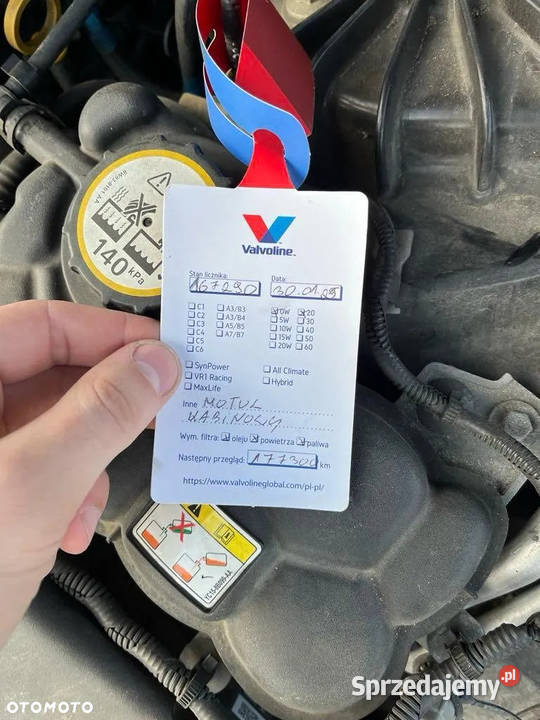 140 kPa
Valvoline™
Stan licznika: Data:
167290 30.01.25
C1 A3/B3 0W 20
C2 A3/B4 5W 30
C3 A5/B5 10W 40
C4 A7/B7 15W 50
C5 20W 60
C6
SynPower All Climate
VR1 Racing Hybrid
MaxLife
Inne MOTUL
KABINOWY
Wym. filtra: oleju powietrza paliwa
Następny przegląd: 177300 km
https://www.valvolineglobal.com/pl-pl/
OTOMOTO
Sprzedajemy.pl